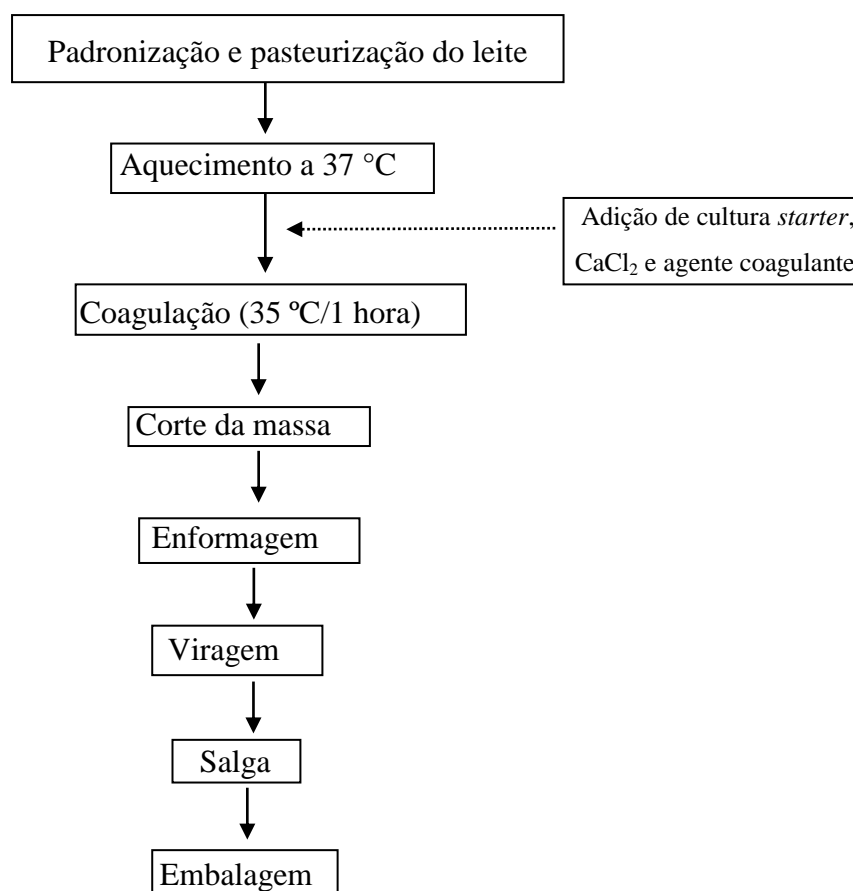 Padronização e pasteurização do leite
Aquecimento a 37 °C
Adição de cultura starter,
CaCl₂ e agente coagulante
Coagulação (35 ºC/1 hora)
Corte da massa
Enformagem
Viragem
Salga
Embalagem